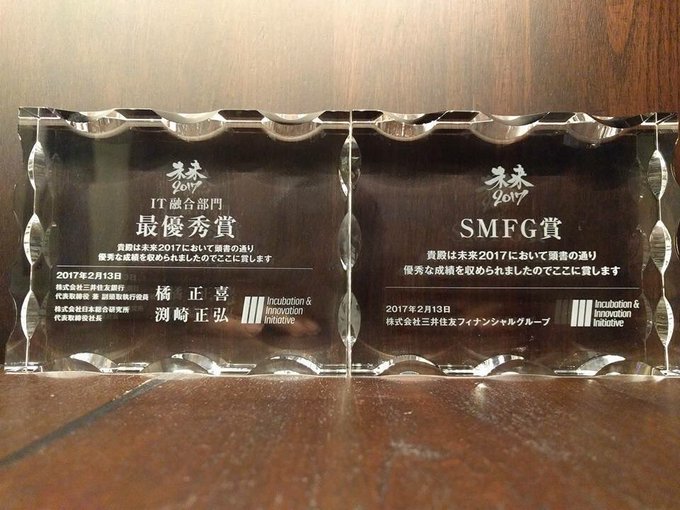 未来
2017
IT融合部門
最優秀賞
貴殿は未来2017において頭書の通り
優秀な成績を収められましたのでここに賞します
2017年2月13日
株式会社三井住友銀行
代表取締役 兼 副頭取執行役員
橘 正喜
株式会社日本総合研究所
代表取締役社長
渕崎正弘
Incubation &
Innovation
Initiative
未来
2017
SMFG賞
貴殿は未来2017において頭書の通り
優秀な成績を収められましたのでここに賞します
2017年2月13日
株式会社三井住友フィナンシャルグループ
Incubation &
Innovation
Initiative